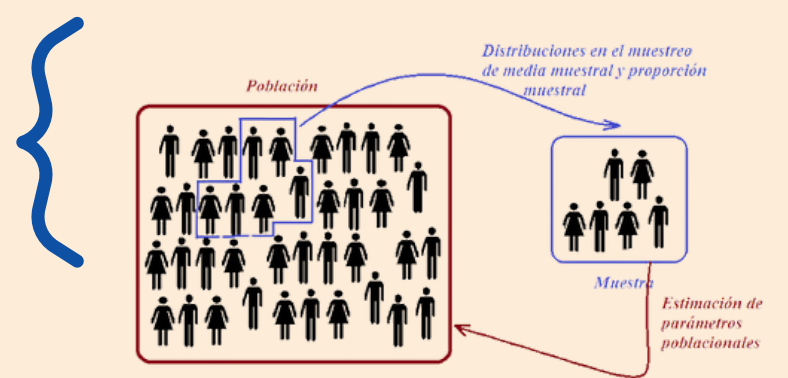 Distribuciones en el muestreo
de media muestral y proporción
muestral
Población
Muestra
Estimación de
parámetros
poblacionales